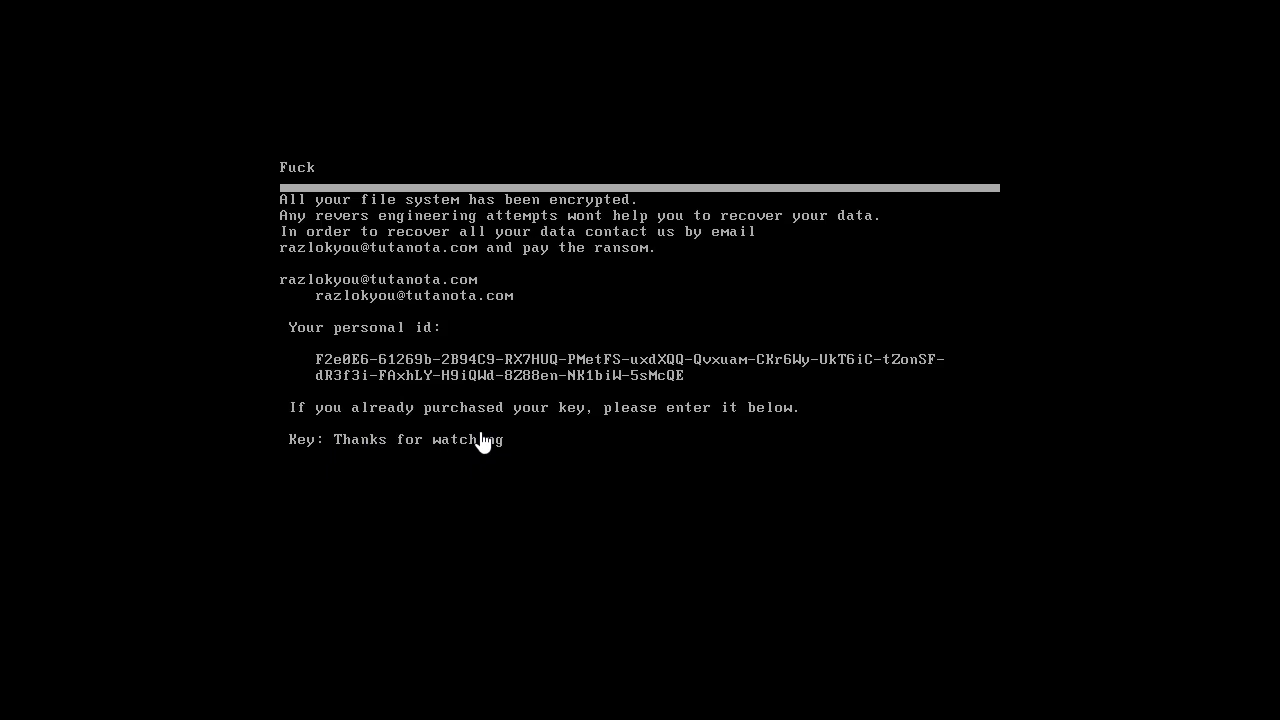 Fuck
All your file system has been encrypted.
Any revers engineering attempts wont help you to recover your data.
In order to recover all your data contact us by email
razlokyou@tutanota.com and pay the ransom.
razlokyou@tutanota.com
razlokyou@tutanota.com
Your personal id:
F2e0E6-61269b-2B94C9-RX7HUQ-PMetFS-uxdXQQ-Qvxuam-CKr6Wy-UkT6iC-tZonSF-
dR3f3i-FAxhLY-H9iQWd-8Z88en-NK1biW-5sMcQE
If you already purchased your key, please enter it below.
Key: Thanks for watching